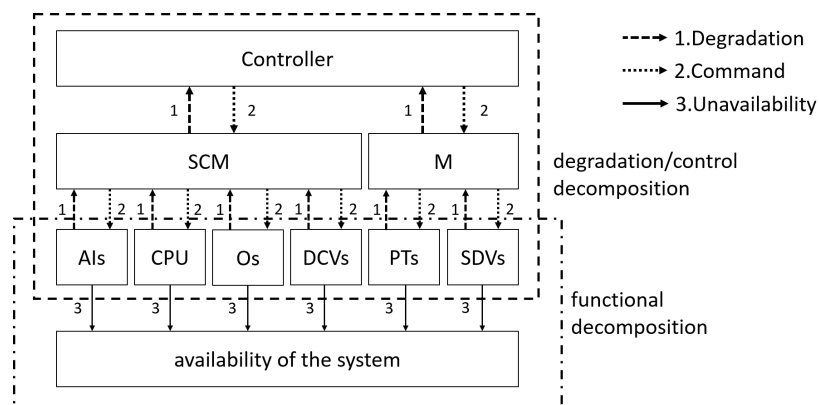 1.Degradation
Controller
2.Command
3.Unavailability
1 2 1 2
SCM
M
degradation/control
decomposition
1 2 1 2 1 2 1 2 1 2 1 2
AIs
CPU
Os
DCVs
PTs
SDVs
functional
decomposition
3 3 3 3 3 3
availability of the system